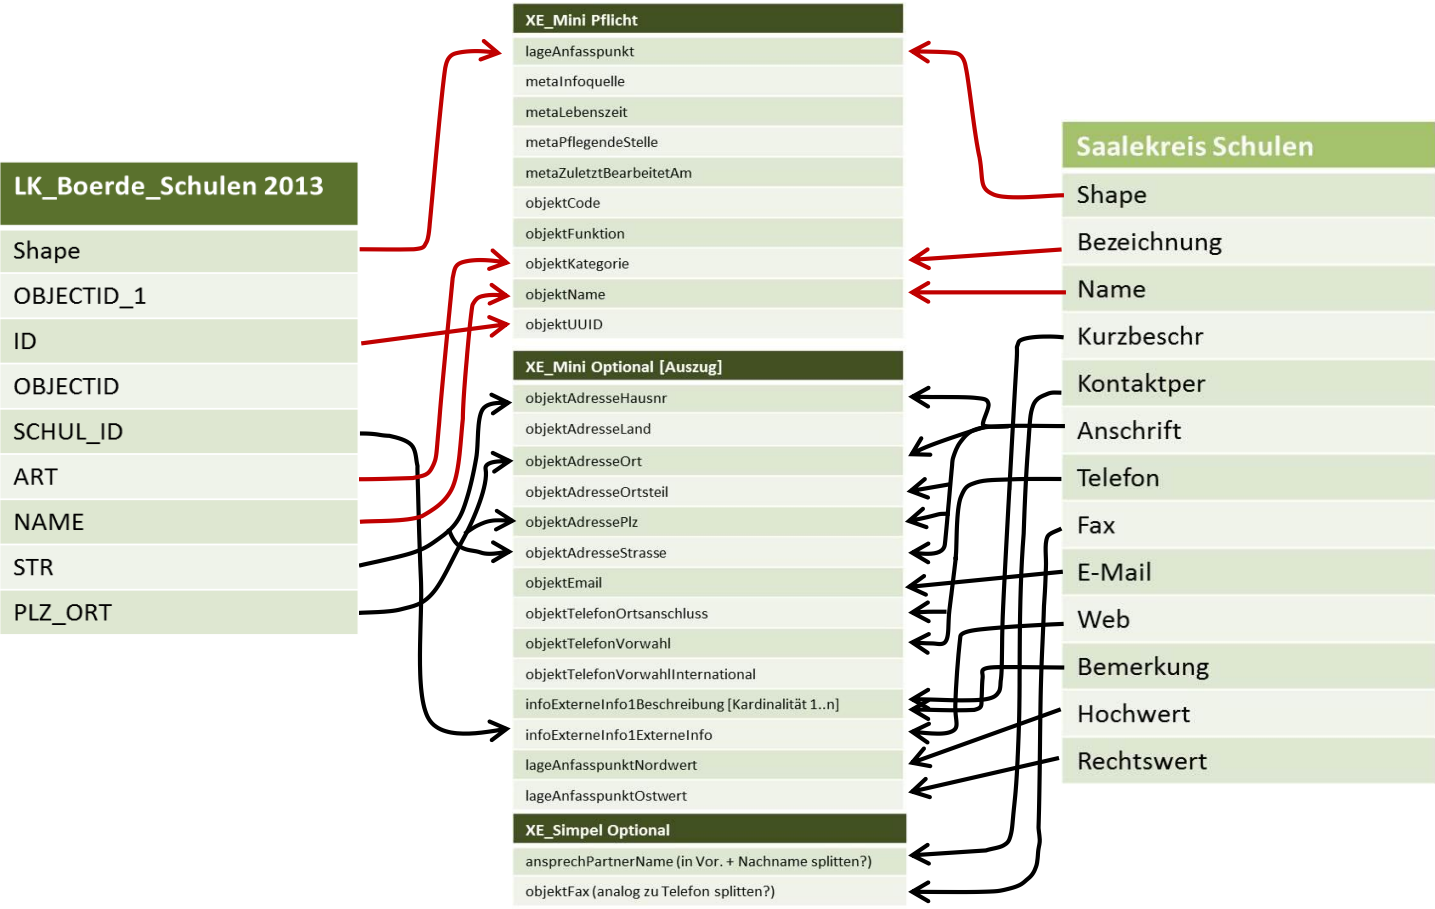 LK_Boerde_Schulen 2013
Shape
OBJECTID_1
ID
OBJECTID
SCHUL_ID
ART
NAME
STR
PLZ_ORT
XE_Mini Pflicht
lageAnfasspunkt
metaInfoquelle
metaLebenszeit
metaPflegendeStelle
metaZuletztBearbeitetAm
objektCode
objektFunktion
objektKategorie
objektName
objektUUID
XE_Mini Optional [Auszug]
objektAdresseHausnr
objektAdresseLand
objektAdresseOrt
objektAdresseOrtsteil
objektAdressePlz
objektAdresseStrasse
objektEmail
objektTelefonOrtsanschluss
objektTelefonVorwahl
objektTelefonVorwahlInternational
infoExterneInfo1Beschreibung [Kardinalität 1..n]
infoExterneInfo1ExterneInfo
lageAnfasspunktNordwert
lageAnfasspunktOstwert
XE_Simpel Optional
ansprechPartnerName (in Vor. + Nachname splitten?)
objektFax (analog zu Telefon splitten?)
Saalekreis Schulen
Shape
Bezeichnung
Name
Kurzbeschr
Kontaktper
Anschrift
Telefon
Fax
E-Mail
Web
Bemerkung
Hochwert
Rechtswert